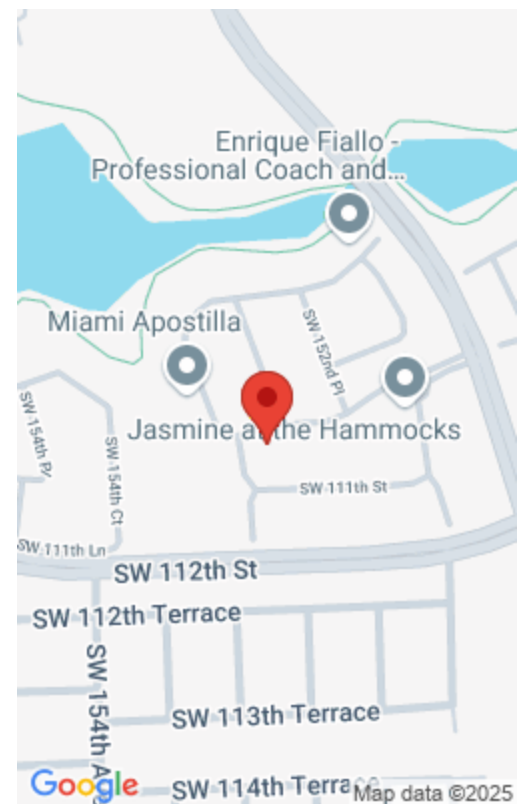 Enrique Fiallo -
Professional Coach and...
Miami Apostilla
SW 152nd Pl
Jasmine at the Hammocks
SW 154th Pl
SW 154th Ct
SW 111th St
SW 111th Ln
SW 112th St
SW 112th Terrace
SW 154th A
SW 113th Terrace
SW 114th Terrace
Google
Map data ©2025